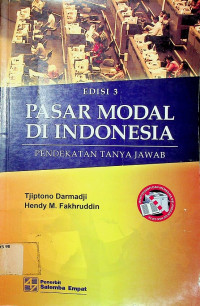 EDISI 3
PASAR MODAL
DI INDONESIA
PENDEKATAN TANYA JAWAB
Tjiptono Darmadji
Hendy M. Fakhruddin
Penerbit
Salemba Empat